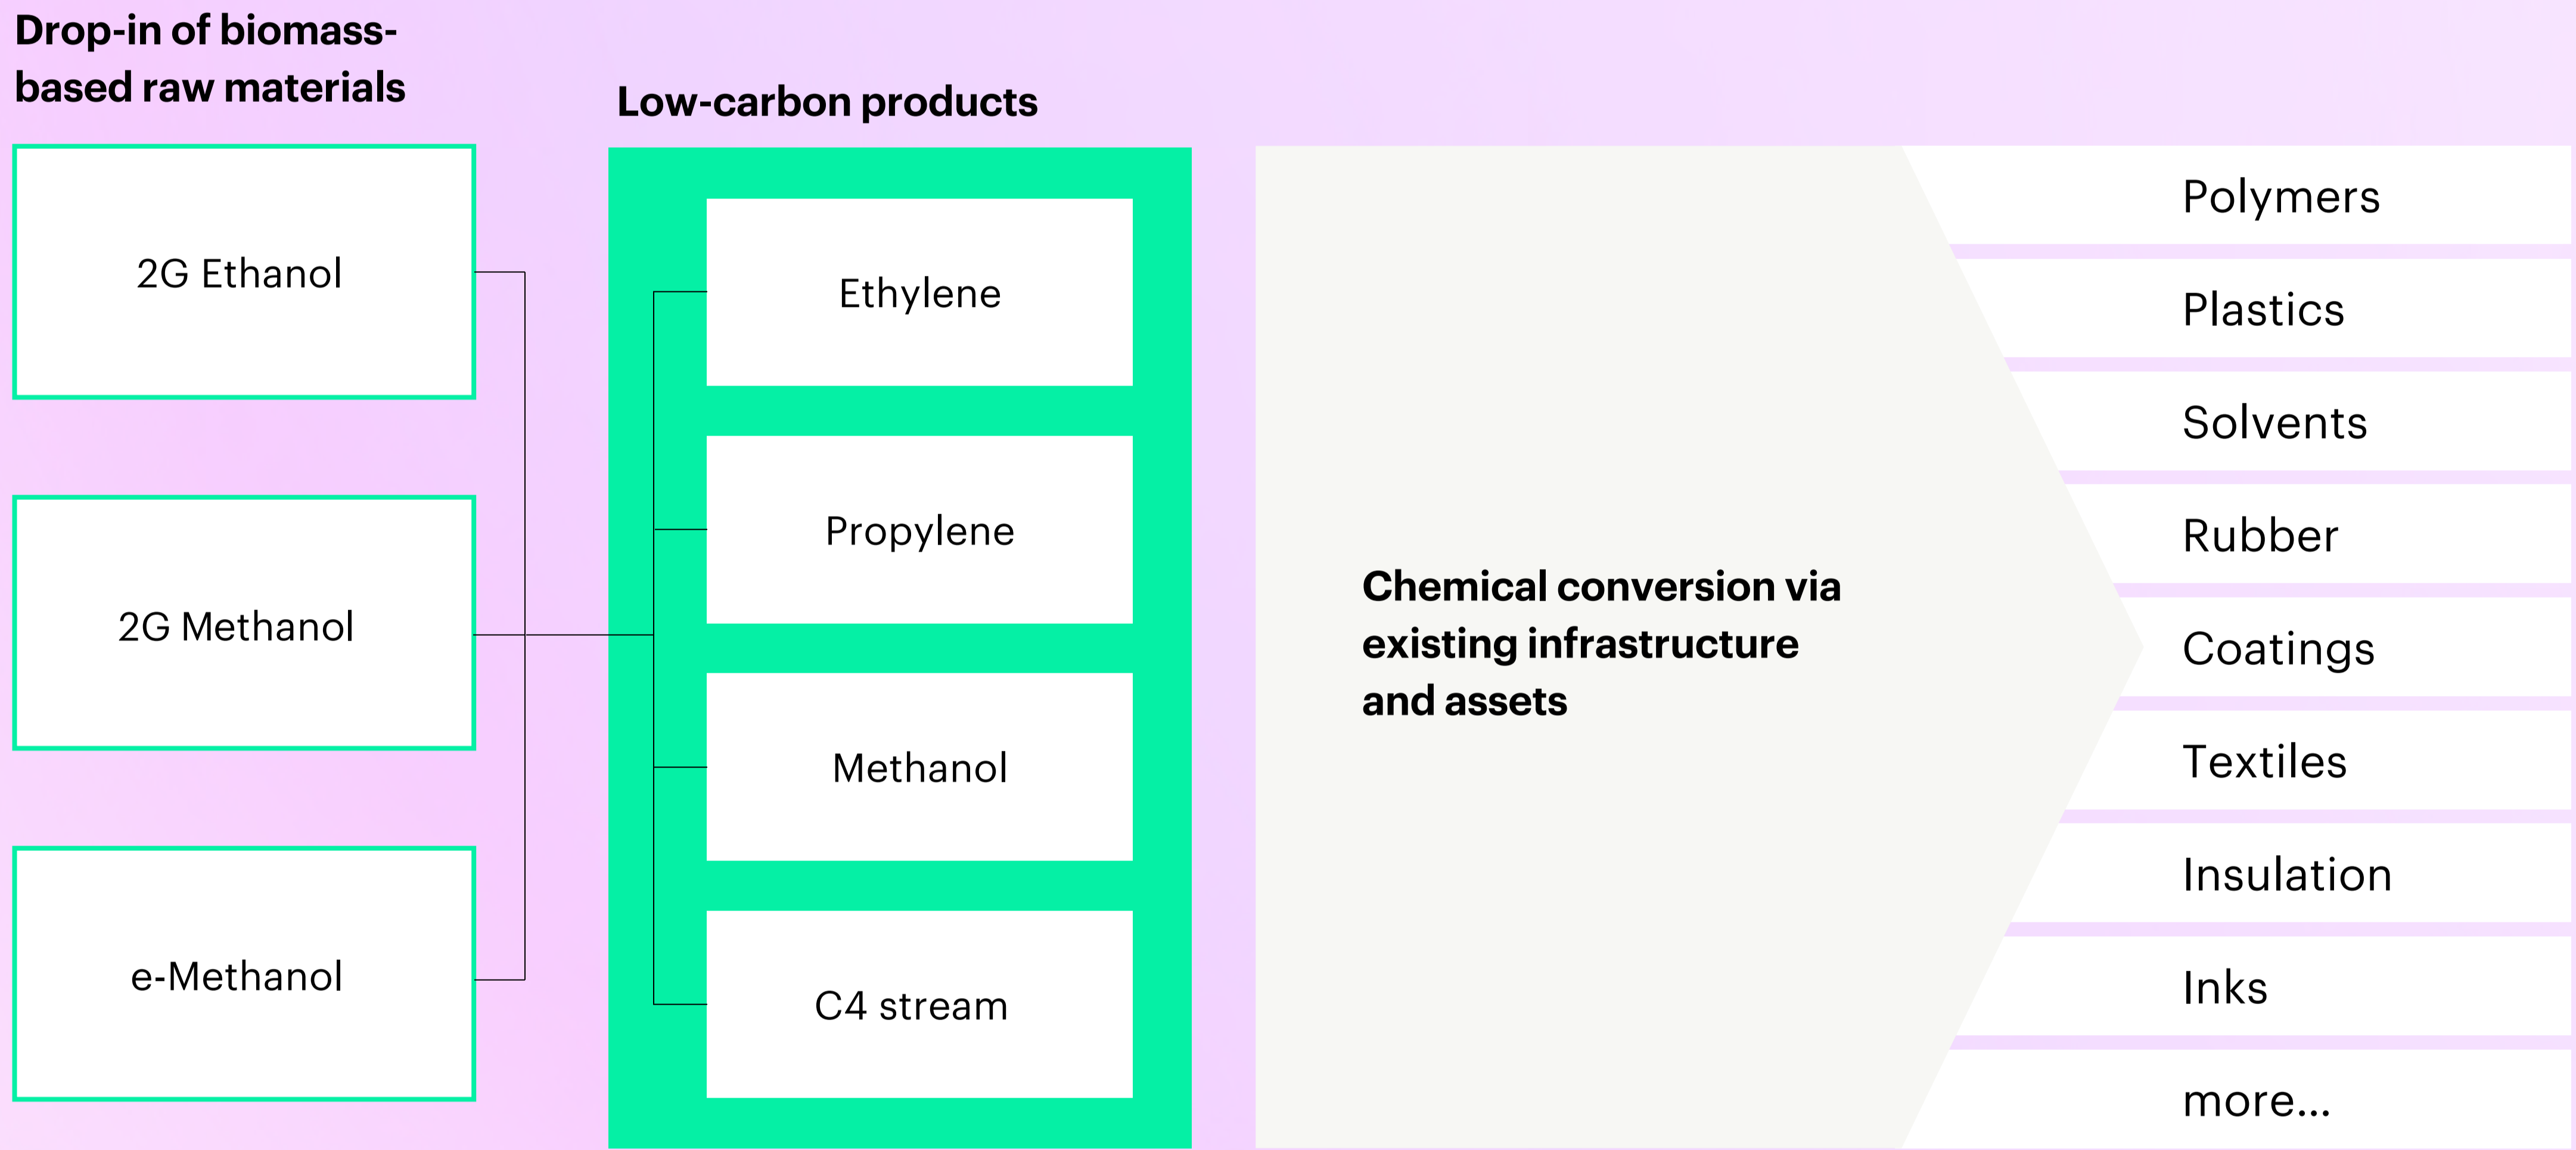 Drop-in of biomass-
based raw materials
2G Ethanol
2G Methanol
e-Methanol
Low-carbon products
Ethylene
Propylene
Methanol
C4 stream
Chemical conversion via
existing infrastructure
and assets
Polymers
Plastics
Solvents
Rubber
Coatings
Textiles
Insulation
Inks
more...